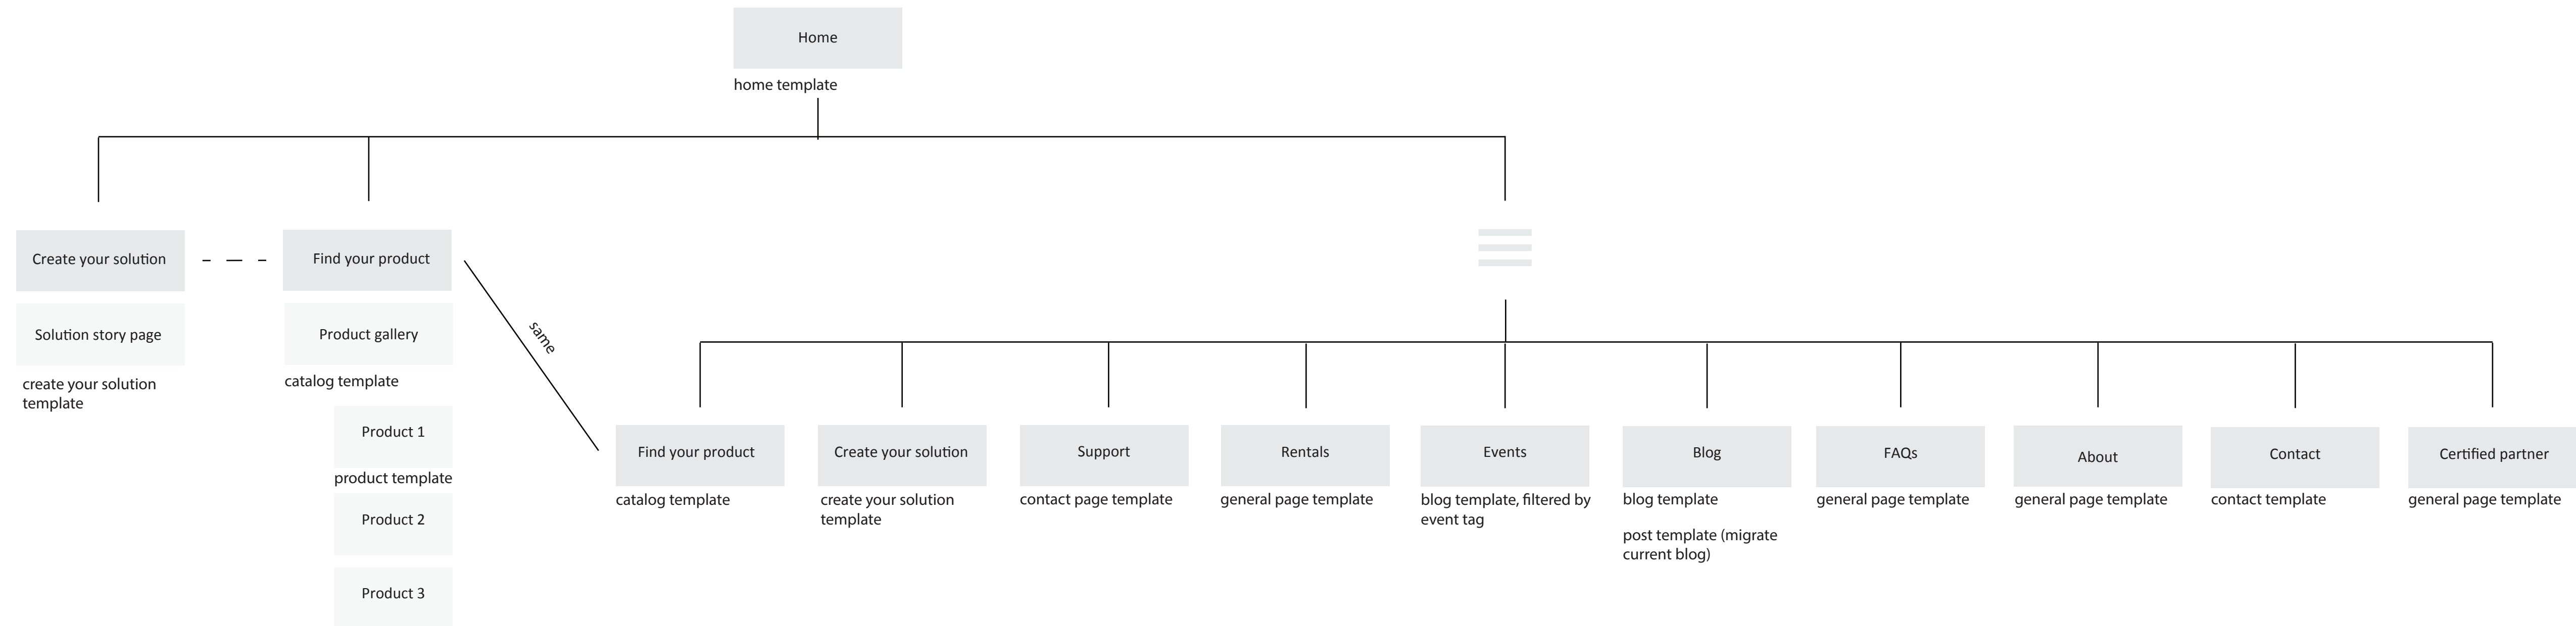 Home
home template
Create your solution
Find your product
Solution story page
Product gallery
same
create your solution
template
catalog template
Product 1
product template
Product 2
Product 3
Find your product
catalog template
Create your solution
create your solution
template
Support
contact page template
Rentals
general page template
Events
blog template, filtered by
event tag
Blog
blog template
post template (migrate
current blog)
FAQs
general page template
About
general page template
Contact
contact template
Certified partner
general page template